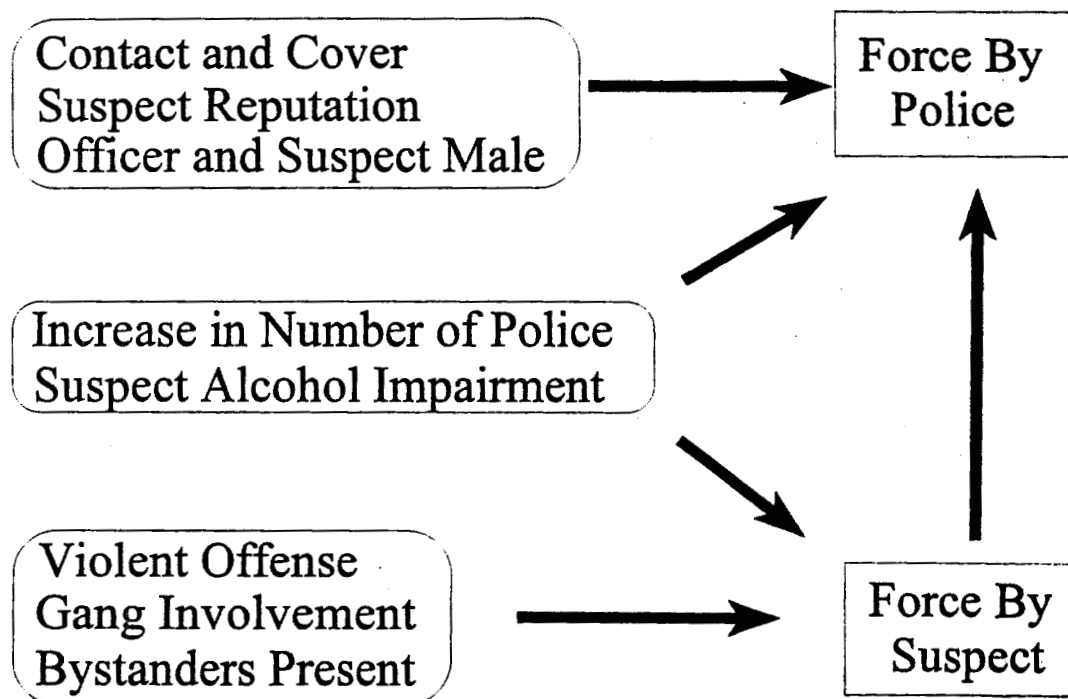 Contact and Cover
Suspect Reputation
Officer and Suspect Male
Force By
Police
Increase in Number of Police
Suspect Alcohol Impairment
Violent Offense
Gang Involvement
Bystanders Present
Force By
Suspect